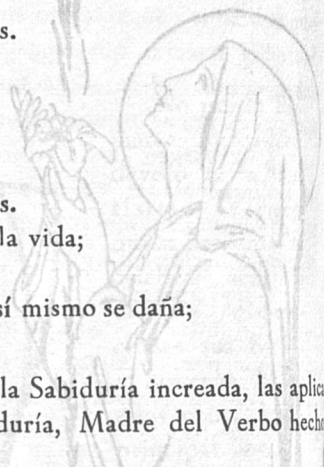 s.
s.
la vida;
sí mismo se daña;
la Sabiduría increada, las aplica
duría, Madre del Verbo hecho